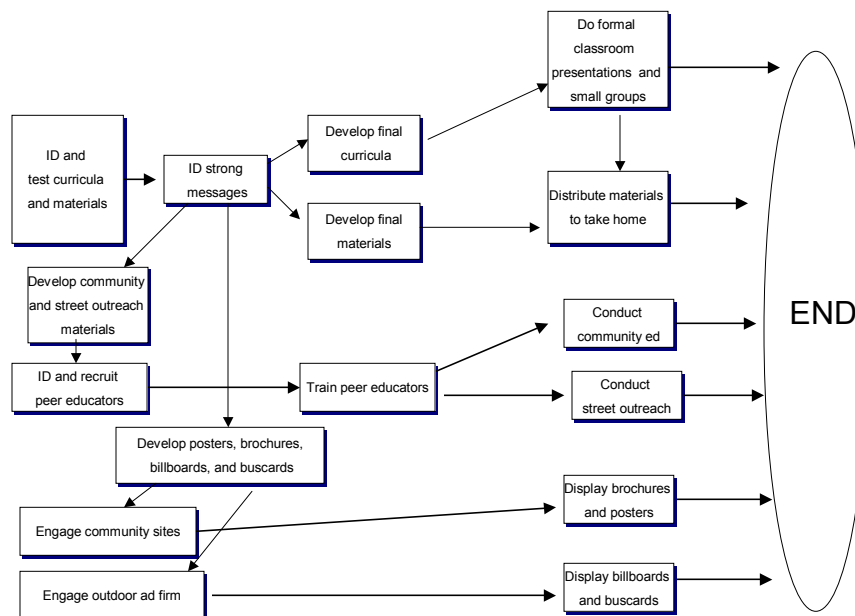 Do formal
classroom
presentations and
small groups
ID and
test curricula
and materials
ID strong
messages
Develop final
curricula
Develop final
materials
Distribute materials
to take home
Develop community
and street outreach
materials
ID and recruit
peer educators
Train peer educators
Conduct
community ed
Conduct
street outreach
END
Develop posters, brochures,
billboards, and buscards
Engage community sites
Display brochures
and posters
Engage outdoor ad firm
Display billboards
and buscards